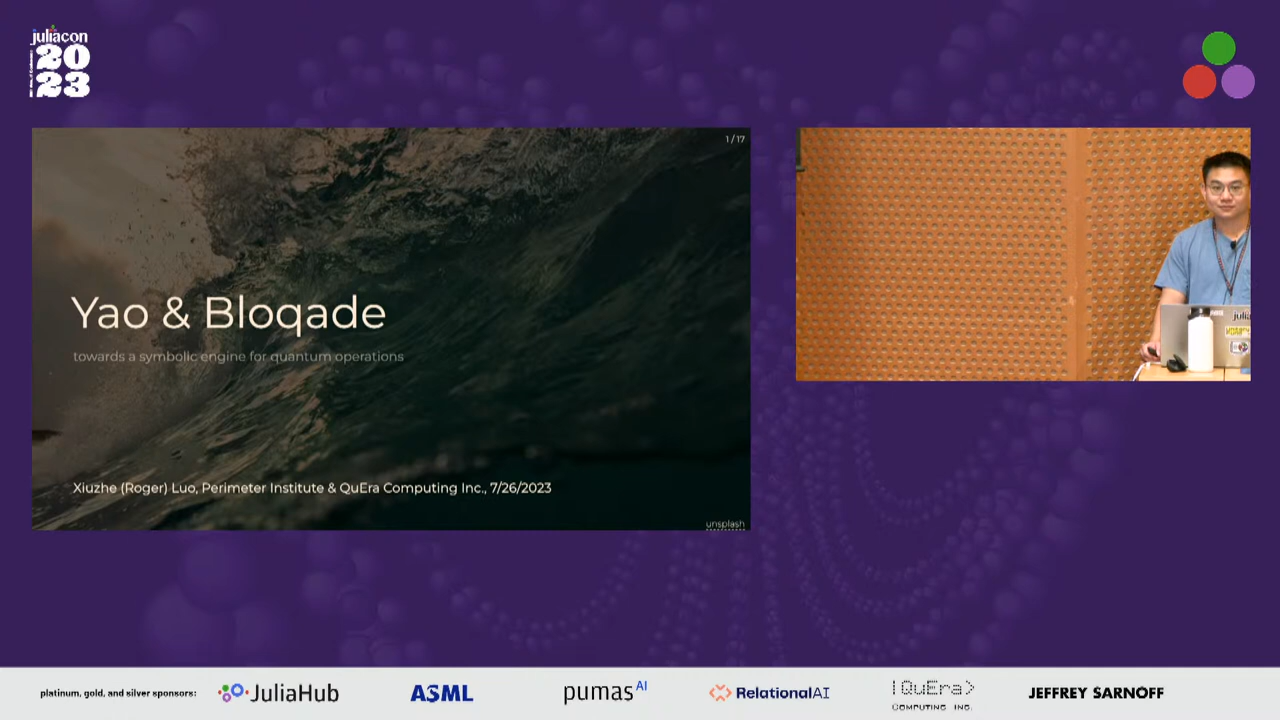 juliacon
20
23
1 / 17
Yao & Bloqade
towards a symbolic engine for quantum operations
Xiuzhe (Roger) Luo, Perimeter Institute & QuEra Computing Inc., 7/26/2023
unsplash
platinum, gold, and silver sponsors:
JuliaHub
ASML
pumas AI
RelationalAI
|QuEra>
COMPUTING INC.
JEFFREY SARNOFF